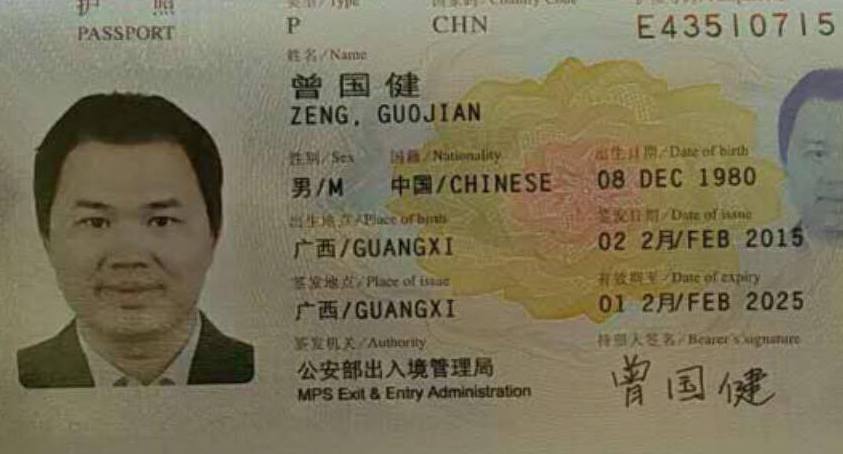 护 照
PASSPORT
类型/Type
P
国家码/Country Code
CHN
E43510715
姓名/Name
曾国健
ZENG, GUOJIAN
性别/Sex
男/M
国籍/Nationality
中国/CHINESE
出生日期/Date of birth
08 DEC 1980
出生地点/Place of birth
广西/GUANGXI
签发日期/Date of issue
02 2月/FEB 2015
签发地点/Place of issue
广西/GUANGXI
有效期至/Date of expiry
01 2月/FEB 2025
签发机关/Authority
公安部出入境管理局
MPS Exit & Entry Administration
持照人签名/Bearer's signature
曾国健